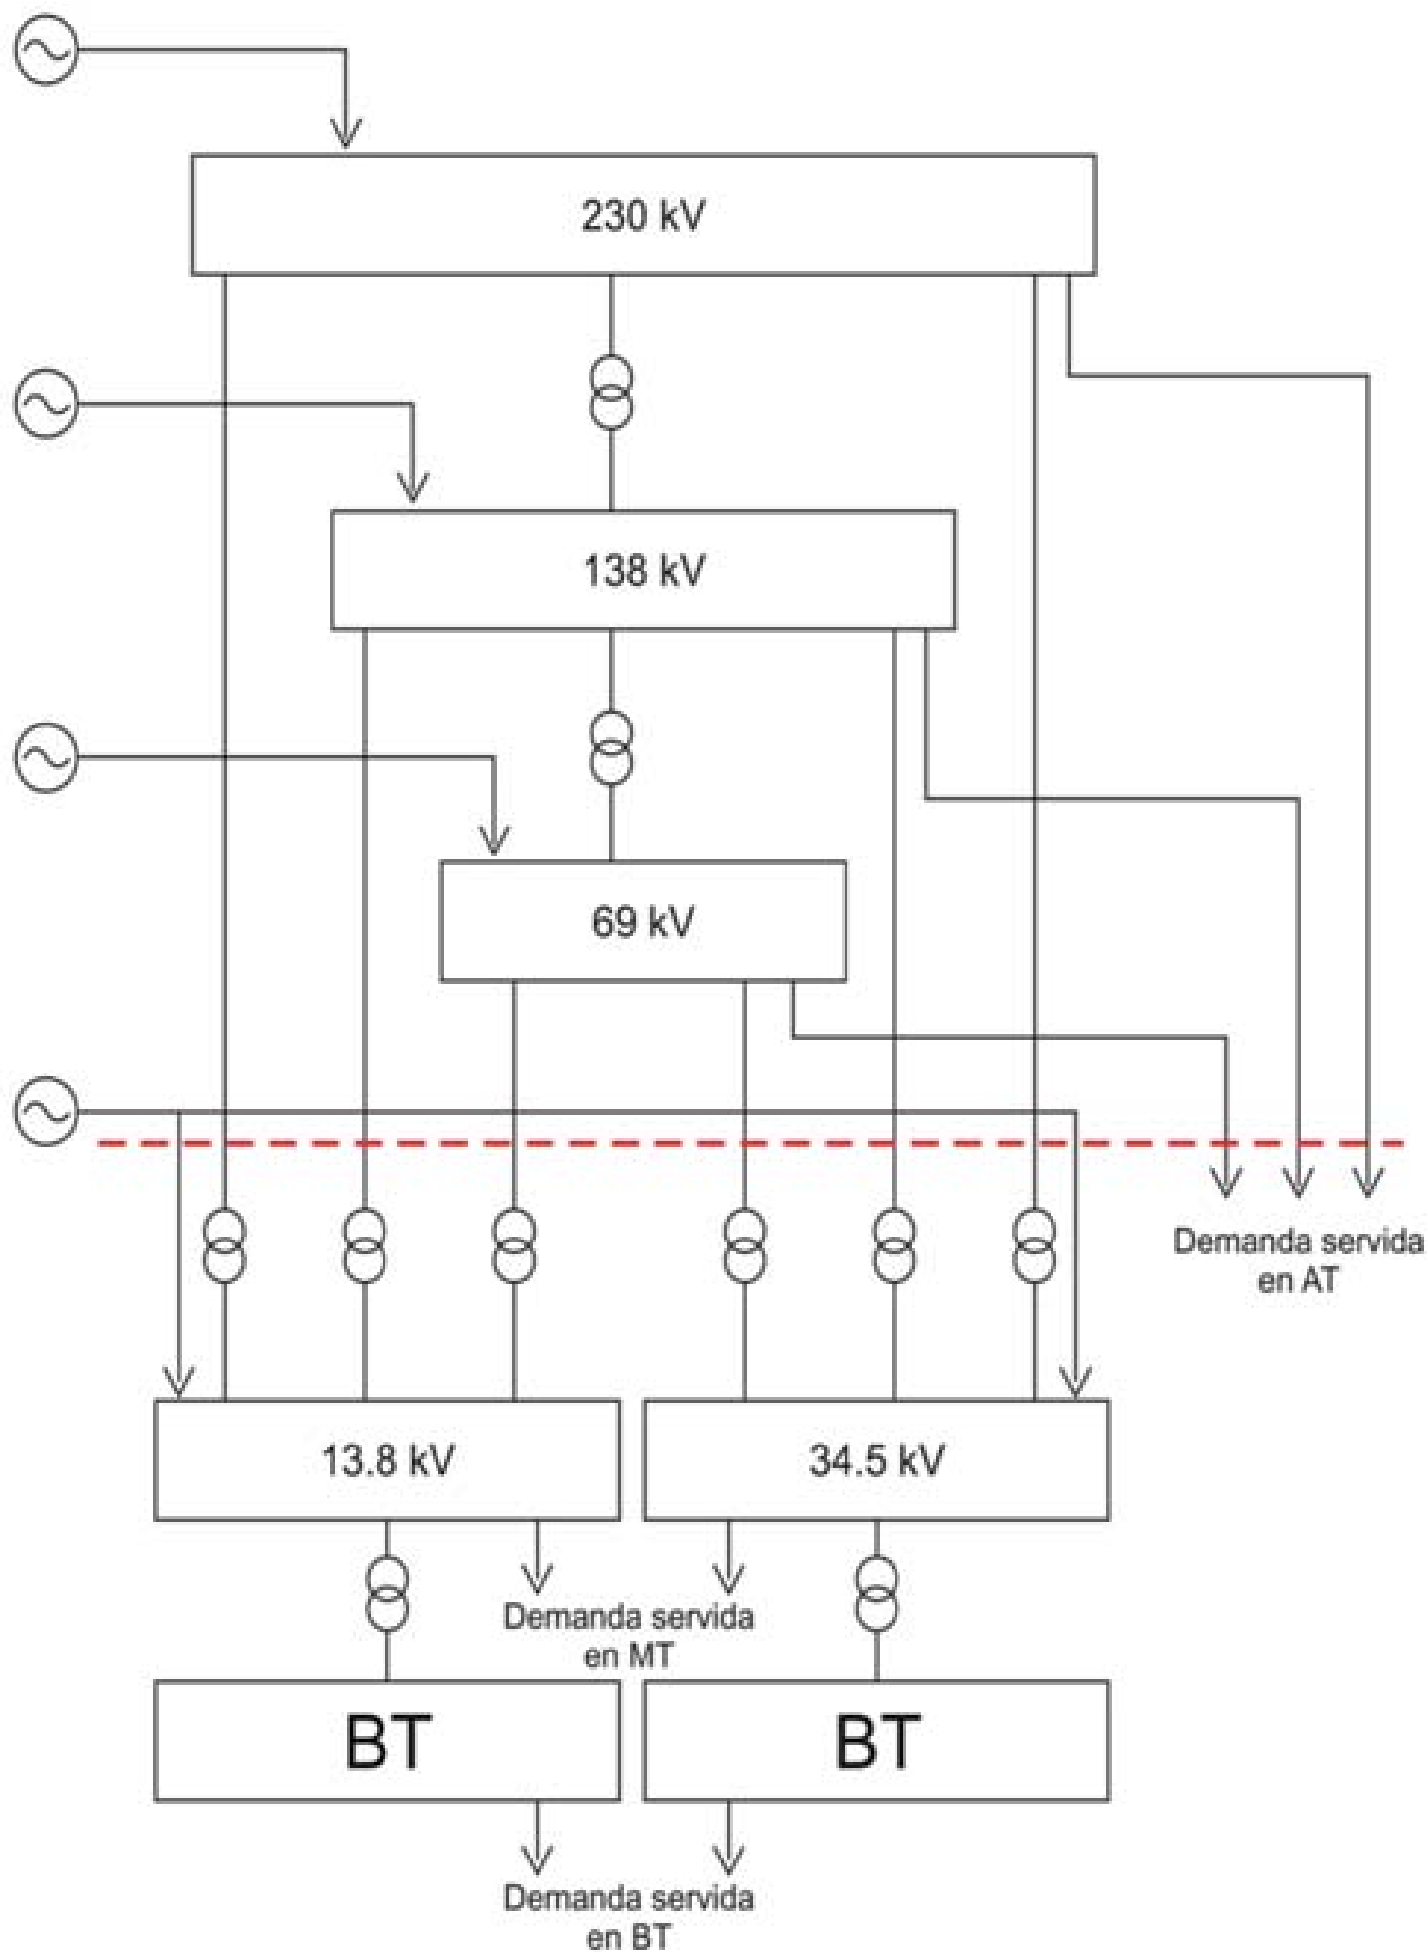 230 kV
138 kV
69 kV
Demanda servida
en AT
13.8 kV
34.5 kV
Demanda servida
en MT
BT
BT
Demanda servida
en BT